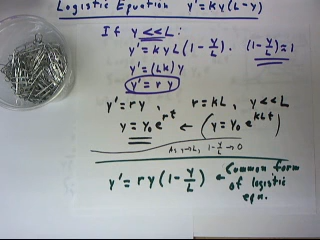 Logistic Equation y'=ky(L-y)
If y<<L:
y'=kyL(1-y/L). (1-y/L)≈1
y'=(Lk)y
y'=ry
y'=ry, r=kL, y<<L
y=y₀e^rt ← (y=y₀e^kLt)
As y→L, 1-y/L→0
y'=ry(1-y/L) ← Common form
of logistic
eqn.